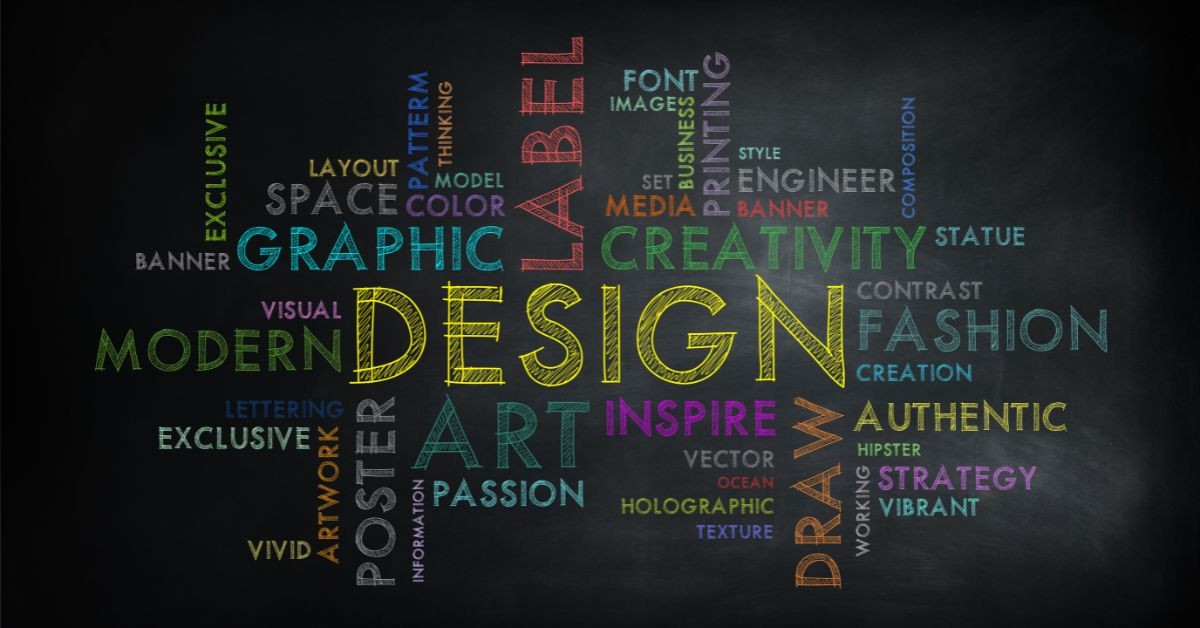 LABEL
FONT
IMAGES
PRINTING
BUSINESS
PATTERM
THINKING
EXCLUSIVE
COMPOSITION
STYLE
LAYOUT
MODEL
SET
ENGINEER
SPACE
COLOR
MEDIA
BANNER
GRAPHIC
CREATIVITY
STATUE
BANNER
DESIGN
CONTRAST
VISUAL
MODERN
FASHION
CREATION
LETTERING
EXCLUSIVE
ARTWORK
POSTER
ART
INSPIRE
DRAW
AUTHENTIC
HIPSTER
VECTOR
STRATEGY
OCEAN
PASSION
INFORMATION
HOLOGRAPHIC
WORKING
VIBRANT
TEXTURE
VIVID